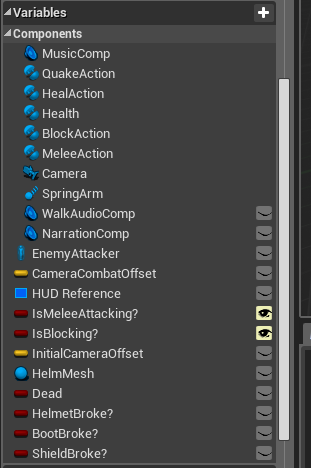 Variables
Components
MusicComp
QuakeAction
HealAction
Health
BlockAction
MeleeAction
Camera
SpringArm
WalkAudioComp
NarrationComp
EnemyAttacker
CameraCombatOffset
HUD Reference
IsMeleeAttacking?
IsBlocking?
InitialCameraOffset
HelmMesh
Dead
HelmetBroke?
BootBroke?
ShieldBroke?